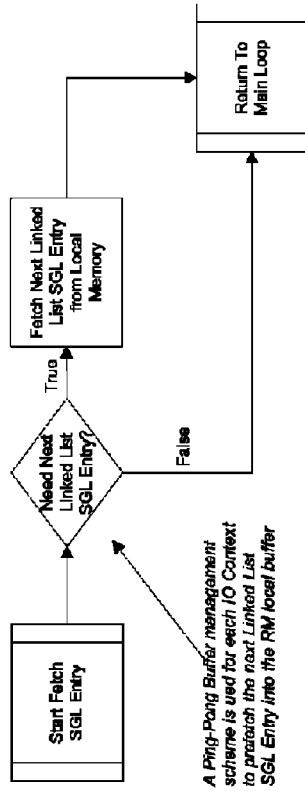 Start Fetch
SGL Entry
Need Next
Linked List
SGL Entry?
True
False
Fetch Next Linked
List SGL Entry
from Local
Memory
Return To
Main Loop
A Ping-Pong Buffer management
scheme is used for each IO Context
to prefetch the next Linked List
SGL Entry into the RM local buffer